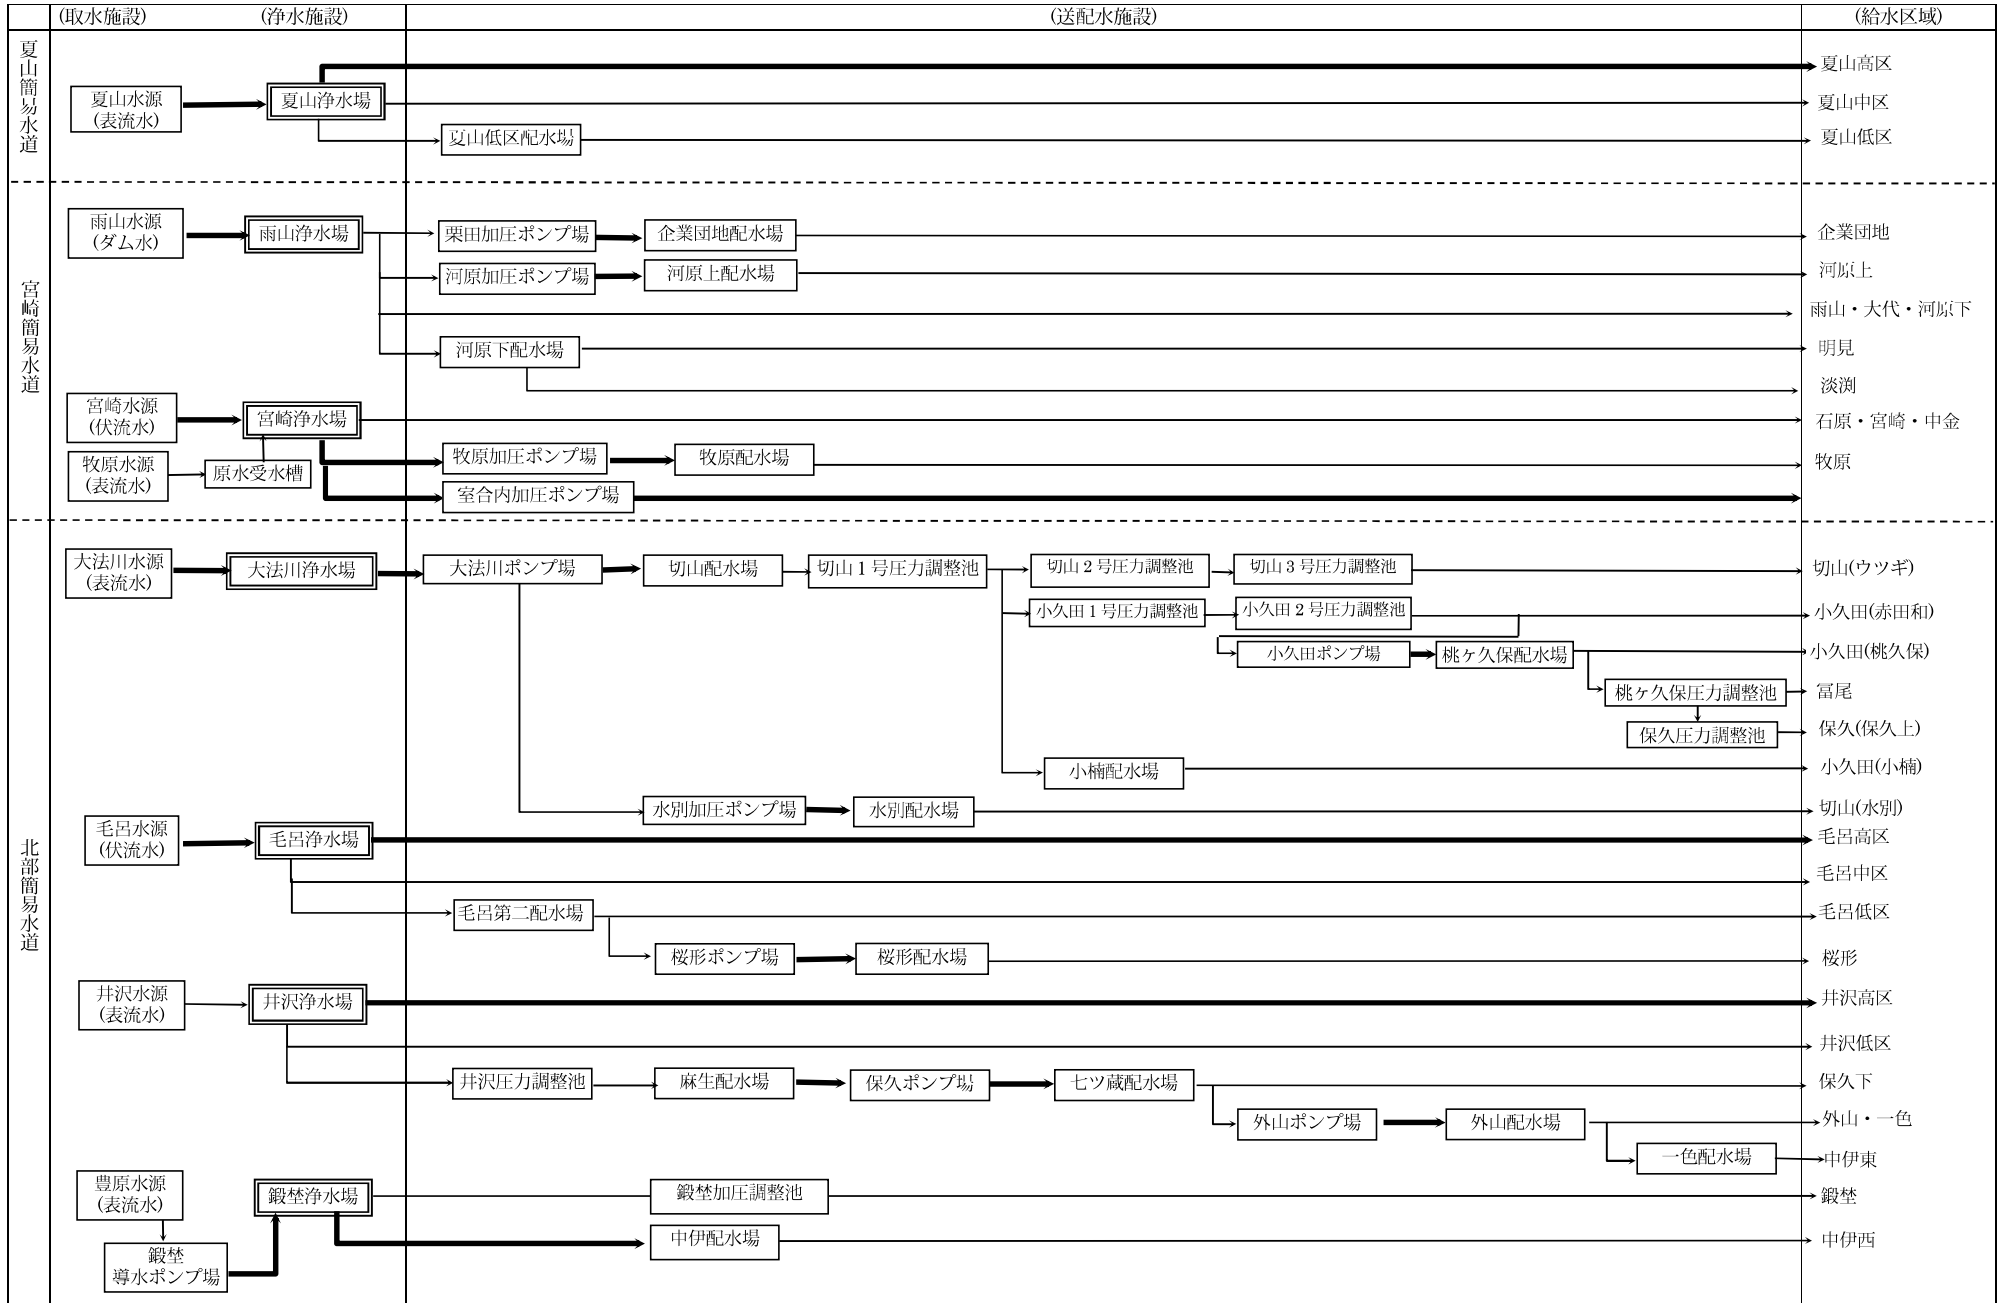 (取水施設)
(浄水施設)
(送配水施設)
(給水区域)
夏山簡易水道
夏山水源
(表流水)
夏山浄水場
夏山高区
夏山中区
夏山低区配水場
夏山低区
宮崎簡易水道
雨山水源
(ダム水)
雨山浄水場
栗田加圧ポンプ場
企業団地配水場
企業団地
河原加圧ポンプ場
河原上配水場
河原上
雨山・大代・河原下
河原下配水場
明見
淡渕
宮崎水源
(伏流水)
宮崎浄水場
石原・宮崎・中金
牧原水源
(表流水)
原水受水槽
牧原加圧ポンプ場
牧原配水場
牧原
室合内加圧ポンプ場
北部簡易水道
大法川水源
(表流水)
大法川浄水場
大法川ポンプ場
切山配水場
切山1号圧力調整池
切山2号圧力調整池
切山3号圧力調整池
切山(ウツギ)
小久田1号圧力調整池
小久田2号圧力調整池
小久田(赤田和)
小久田ポンプ場
桃ヶ久保配水場
小久田(桃久保)
桃ヶ久保圧力調整池
冨尾
保久圧力調整池
保久(保久上)
小楠配水場
小久田(小楠)
水別加圧ポンプ場
水別配水場
切山(水別)
毛呂水源
(伏流水)
毛呂浄水場
毛呂高区
毛呂中区
毛呂第二配水場
毛呂低区
桜形ポンプ場
桜形配水場
桜形
井沢水源
(表流水)
井沢浄水場
井沢高区
井沢低区
井沢圧力調整池
麻生配水場
保久ポンプ場
七ツ蔵配水場
保久下
外山ポンプ場
外山配水場
外山・一色
一色配水場
中伊東
豊原水源
(表流水)
鍛埜浄水場
鍛埜加圧調整池
鍛埜
鍛埜
導水ポンプ場
中伊配水場
中伊西